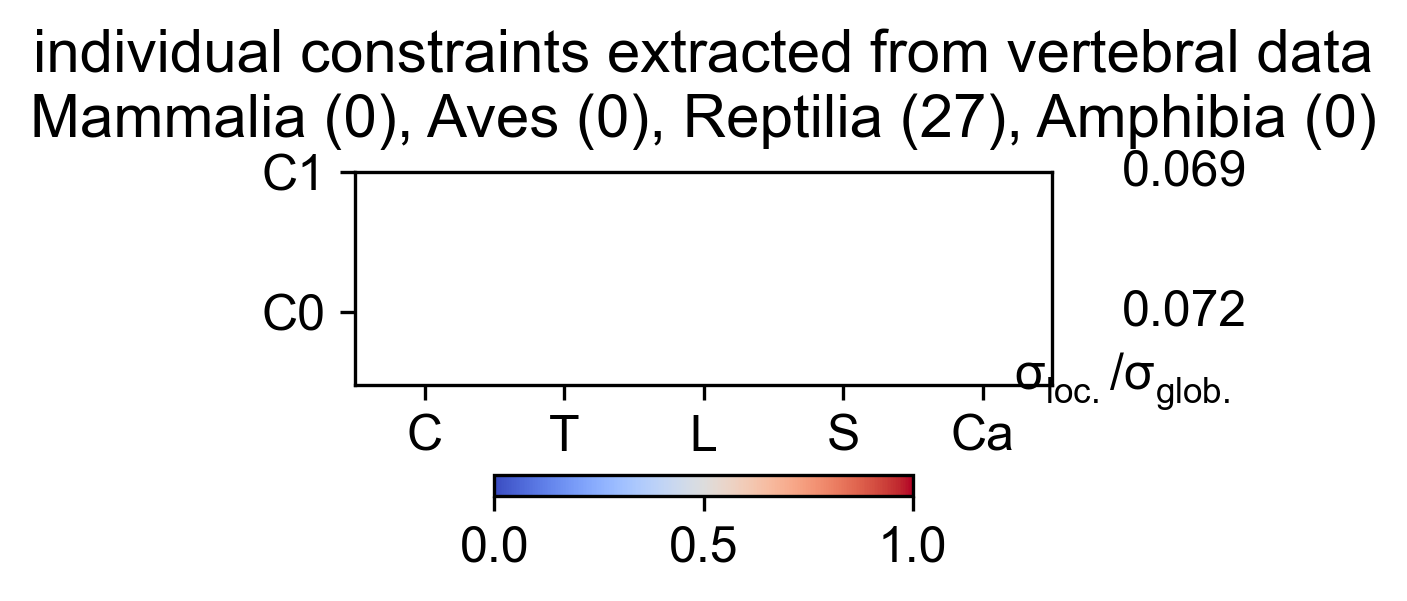 individual constraints extracted from vertebral data
Mammalia (0), Aves (0), Reptilia (27), Amphibia (0)
C1 0.069
C0 0.072
σloc. /σglob.
C T L S Ca
0.0 0.5 1.0